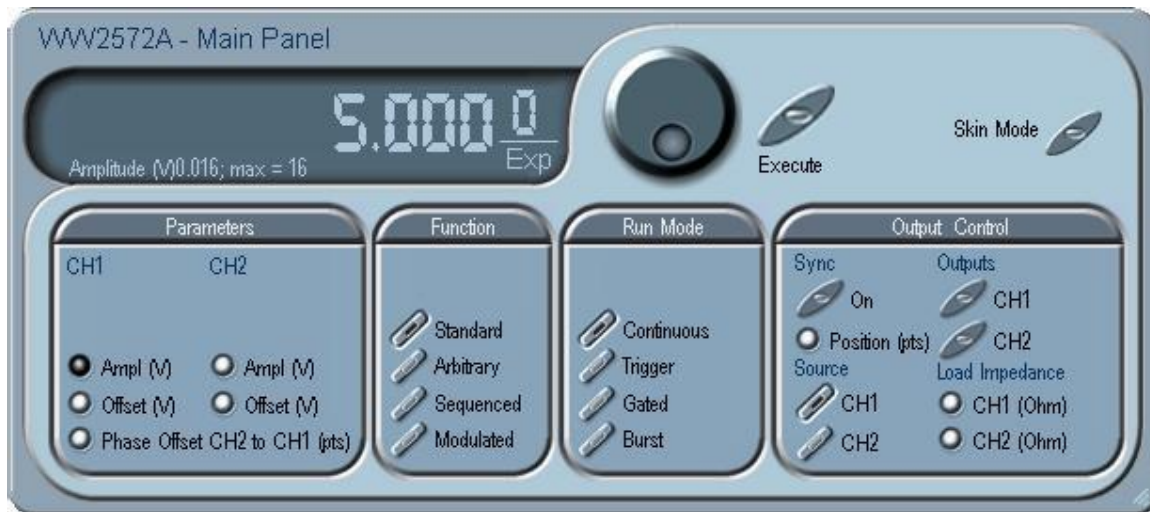 WW2572A - Main Panel
5.000 0
Exp
Amplitude (V)0.016; max = 16
Execute
Skin Mode
Parameters
CH1 CH2
Ampl (V) Ampl (V)
Offset (V) Offset (V)
Phase Offset CH2 to CH1 (pts)
Function
Standard
Arbitrary
Sequenced
Modulated
Run Mode
Continuous
Trigger
Gated
Burst
Output Control
Sync Outputs
On CH1
Position (pts) CH2
Source Load Impedance
CH1 CH1 (Ohm)
CH2 CH2 (Ohm)